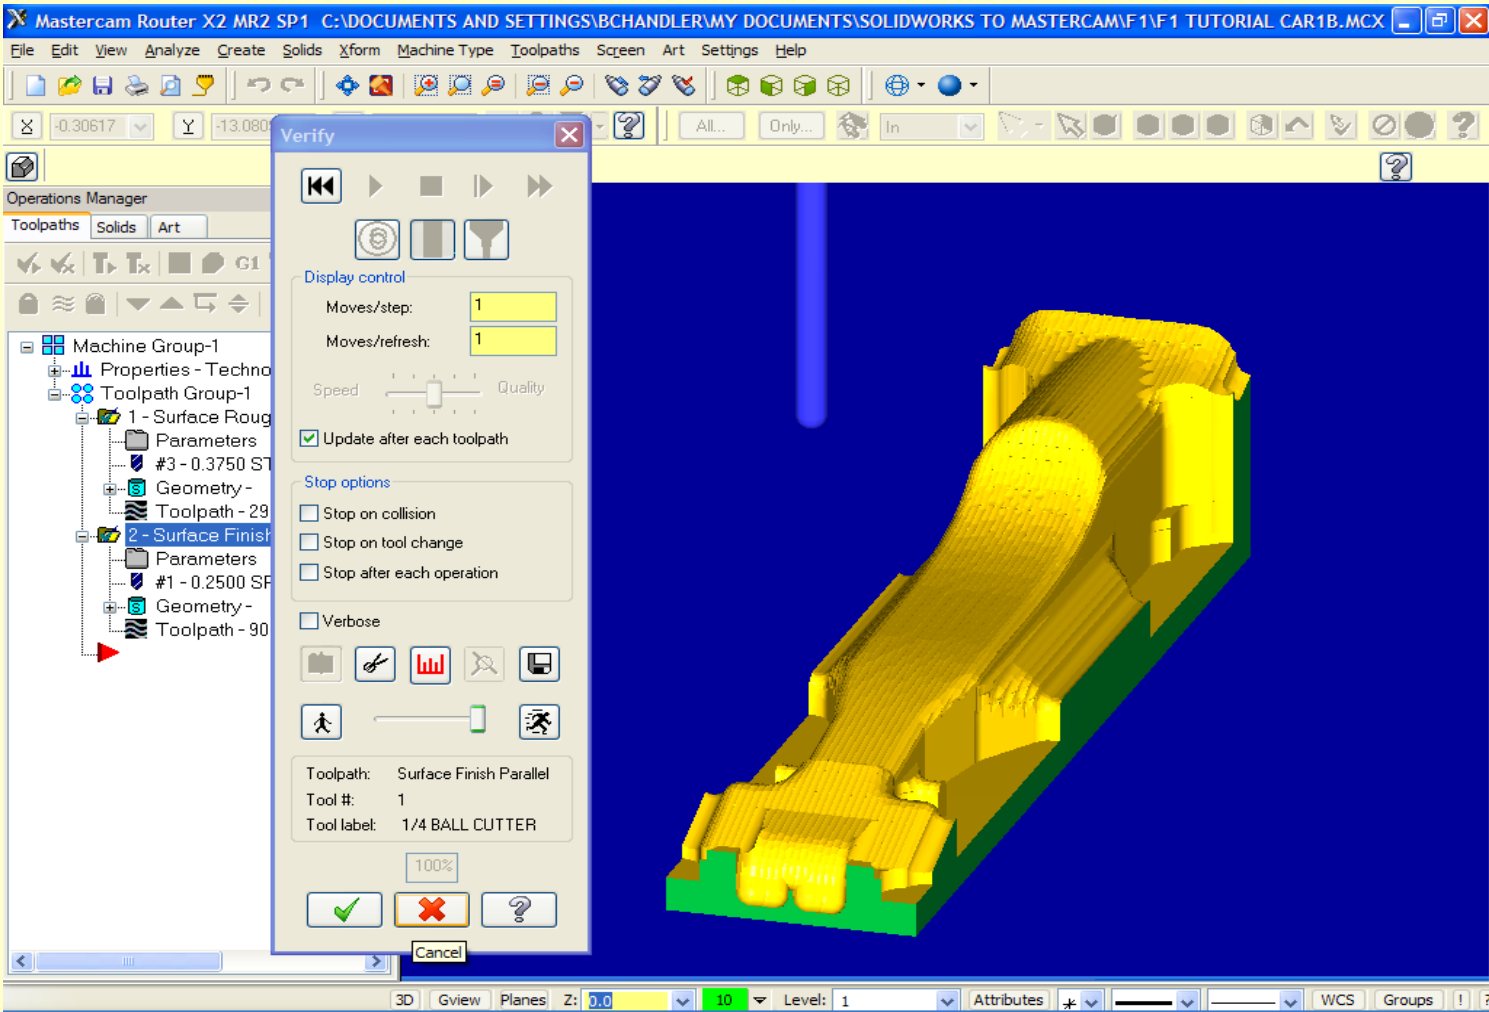 Mastercam Router X2 MR2 SP1 C:\DOCUMENTS AND SETTINGS\BCHANDLER\MY DOCUMENTS\SOLIDWORKS TO MASTERCAM\F1\F1 TUTORIAL CAR1B.MCX
File Edit View Analyze Create Solids Xform Machine Type Toolpaths Screen Art Settings Help
X -0.30617 Y -13.080 All... Only... In
Verify
Operations Manager
Toolpaths Solids Art
G1
Machine Group-1
Properties - Techno
Toolpath Group-1
1 - Surface Roug
Parameters
#3 - 0.3750 ST
Geometry -
Toolpath - 29
2 - Surface Finish
Parameters
#1 - 0.2500 SF
Geometry -
Toolpath - 90
Display control
Moves/step: 1
Moves/refresh: 1
Speed Quality
Update after each toolpath
Stop options
Stop on collision
Stop on tool change
Stop after each operation
Verbose
Toolpath: Surface Finish Parallel
Tool #: 1
Tool label: 1/4 BALL CUTTER
100%
Cancel
3D Gview Planes Z: 0.0 10 Level: 1 Attributes WCS Groups ! ?